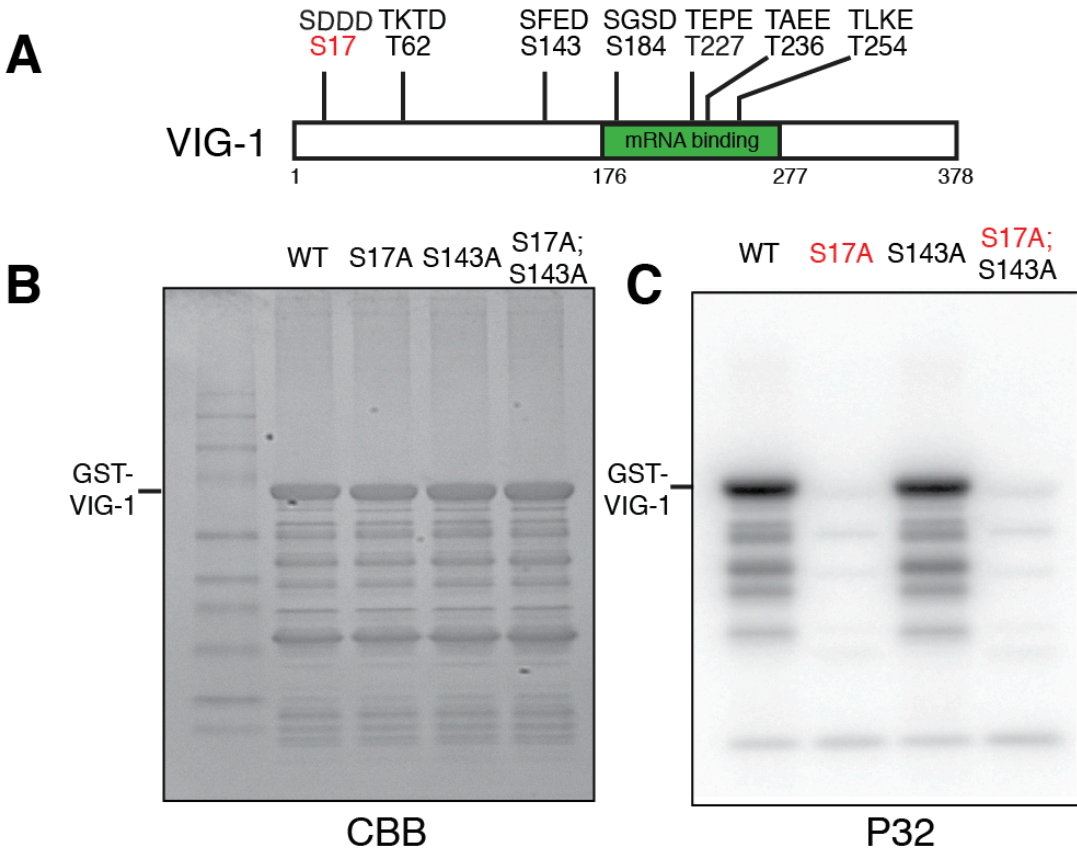 A
SDDD TKTD SFED SGSD TEPE TAEE TLKE
S17 T62 S143 S184 T227 T236 T254
VIG-1
mRNA binding
1 176 277 378
B
WT S17A S143A S17A;
S143A
GST-
VIG-1
CBB
C
WT S17A S143A S17A;
S143A
GST-
VIG-1
P32